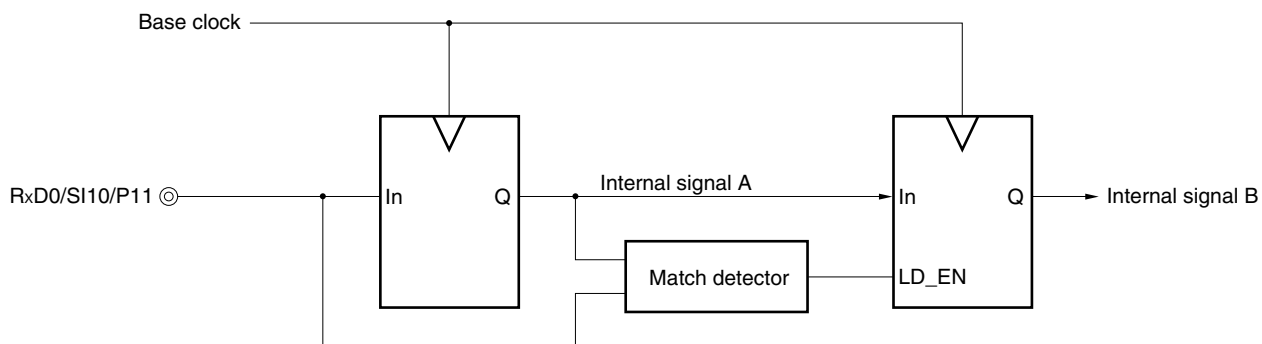 Base clock
RxD0/SI10/P11
In
Q
Internal signal A
In
Q
Internal signal B
Match detector
LD_EN